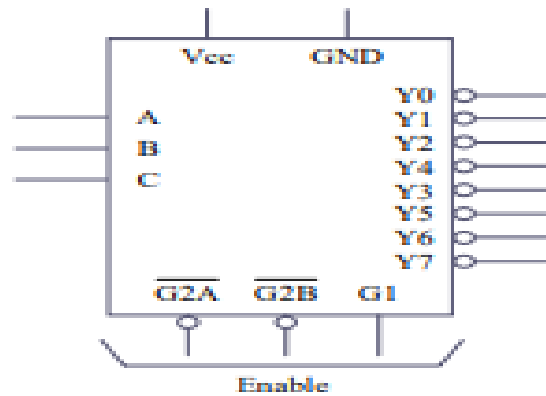 Vcc GND
Y0
A Y1
B Y2
Y4
C Y3
Y5
Y6
Y7
G2A G2B G1
Enable